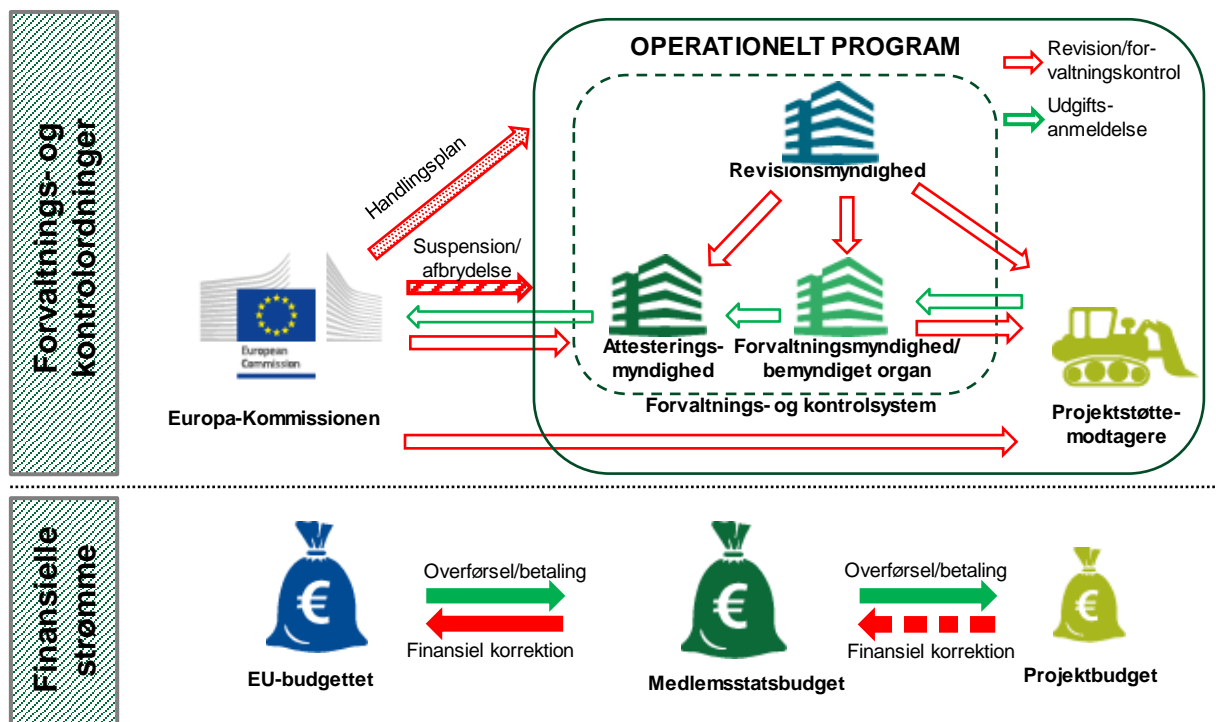 Forvaltnings- og
kontrolordninger
OPERATIONELT PROGRAM
Revision/for-
valtningskontrol
Udgifts-
anmeldelse
Revisionsmyndighed
Handlingsplan
Suspension/
afbrydelse
European
Commission
Europa-Kommissionen
Attesterings-
myndighed
Forvaltningsmyndighed/
bemyndiget organ
Forvaltnings- og kontrolsystem
Projektstøtte-
modtagere
Finansielle
strømme
€
Overførsel/betaling
Finansiel korrektion
EU-budgettet
€
Medlemsstatsbudget
Overførsel/betaling
Finansiel korrektion
€
Projektbudget